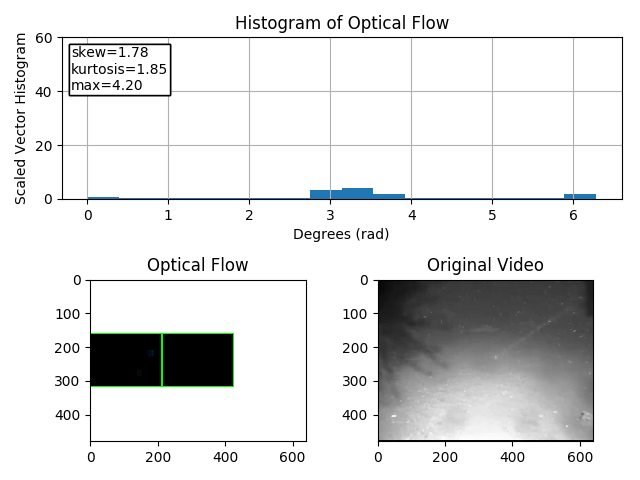 Histogram of Optical Flow
Scaled Vector Histogram
60
40
20
0
skew=1.78
kurtosis=1.85
max=4.20
0 1 2 3 4 5 6
Degrees (rad)
Optical Flow
0
100
200
300
400
0 200 400 600
Original Video
0
100
200
300
400
0 200 400 600